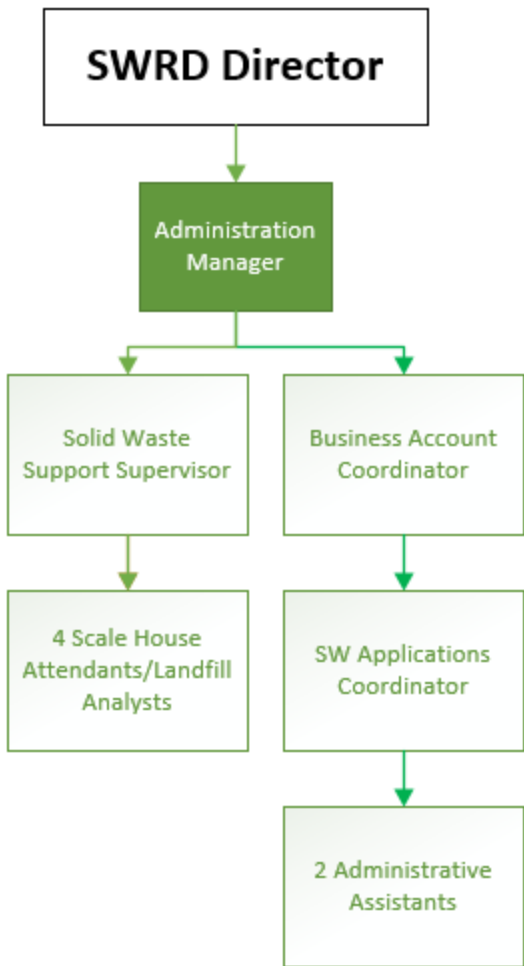 SWRD Director
Administration
Manager
Solid Waste
Support Supervisor
Business Account
Coordinator
4 Scale House
Attendants/Landfill
Analysts
SW Applications
Coordinator
2 Administrative
Assistants